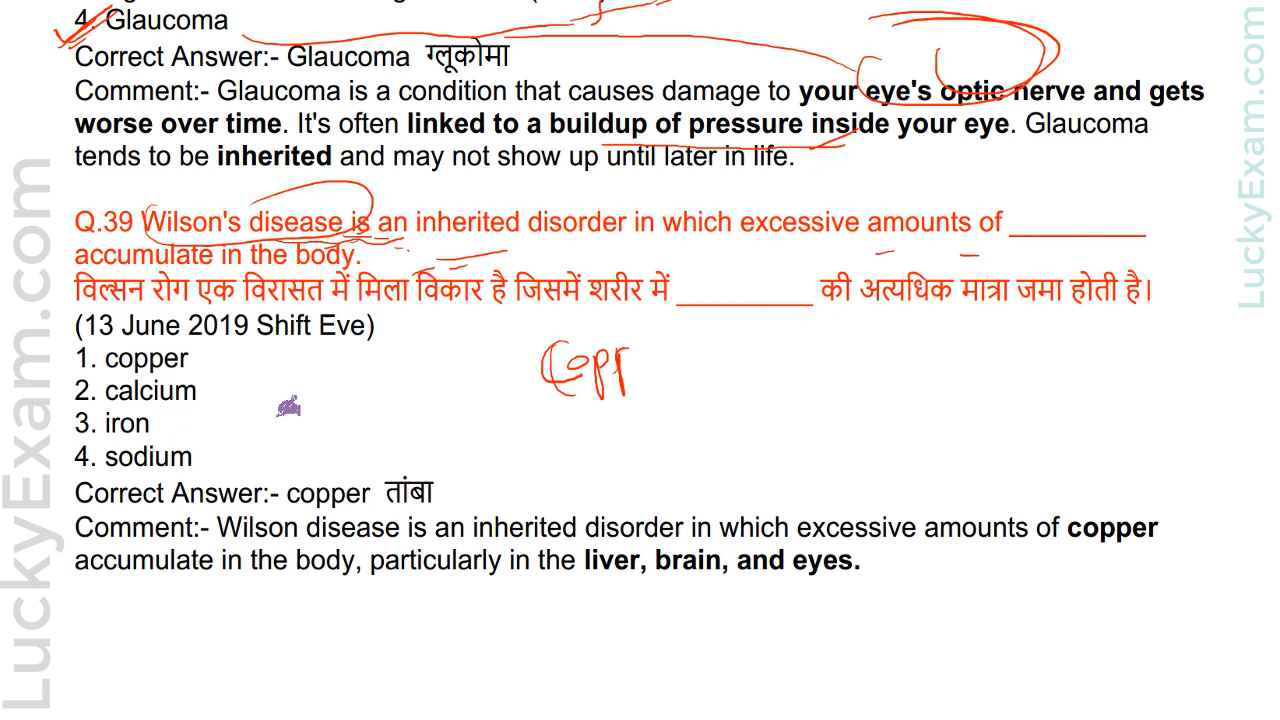 4. Glaucoma
Correct Answer:- Glaucoma ग्लूकोमा
Comment:- Glaucoma is a condition that causes damage to your eye's optic nerve and gets
worse over time. It's often linked to a buildup of pressure inside your eye. Glaucoma
tends to be inherited and may not show up until later in life.
Q.39 Wilson's disease is an inherited disorder in which excessive amounts of _________
accumulate in the body.
विल्सन रोग एक विरासत में मिला विकार है जिसमें शरीर में _________ की अत्यधिक मात्रा जमा होती है।
(13 June 2019 Shift Eve)
1. copper
Copp
2. calcium
3. iron
4. sodium
Correct Answer:- copper तांबा
Comment:- Wilson disease is an inherited disorder in which excessive amounts of copper
accumulate in the body, particularly in the liver, brain, and eyes.
LuckyExam.com
LuckyExam.com